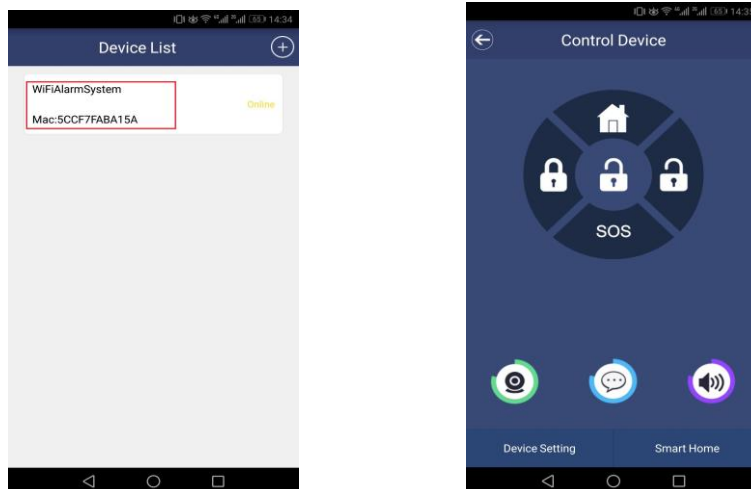 14:34
Device List
WiFiAlarmSystem
Online
Mac:5CCF7FABA15A
Control Device
SOS
Device Setting
Smart Home